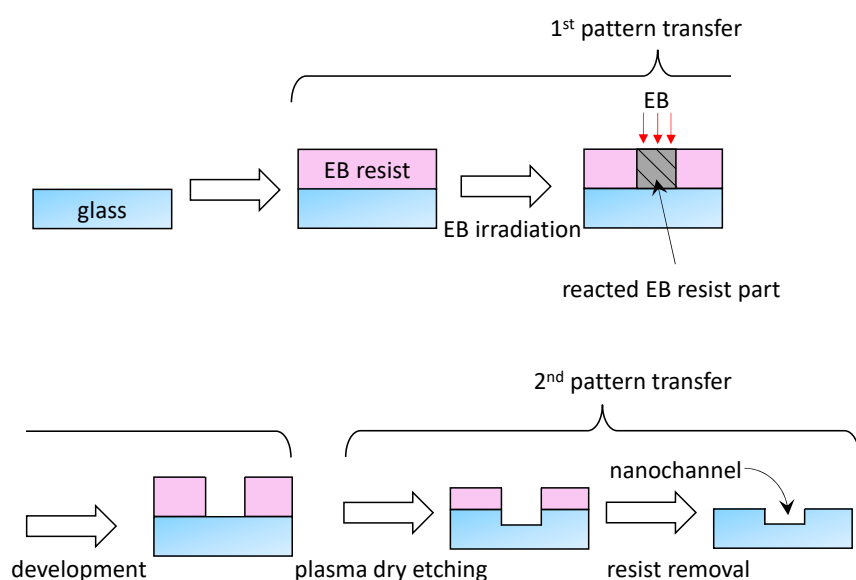 1st pattern transfer
EB
EB resist
glass
EB irradiation
reacted EB resist part
2nd pattern transfer
nanochannel
development
plasma dry etching
resist removal